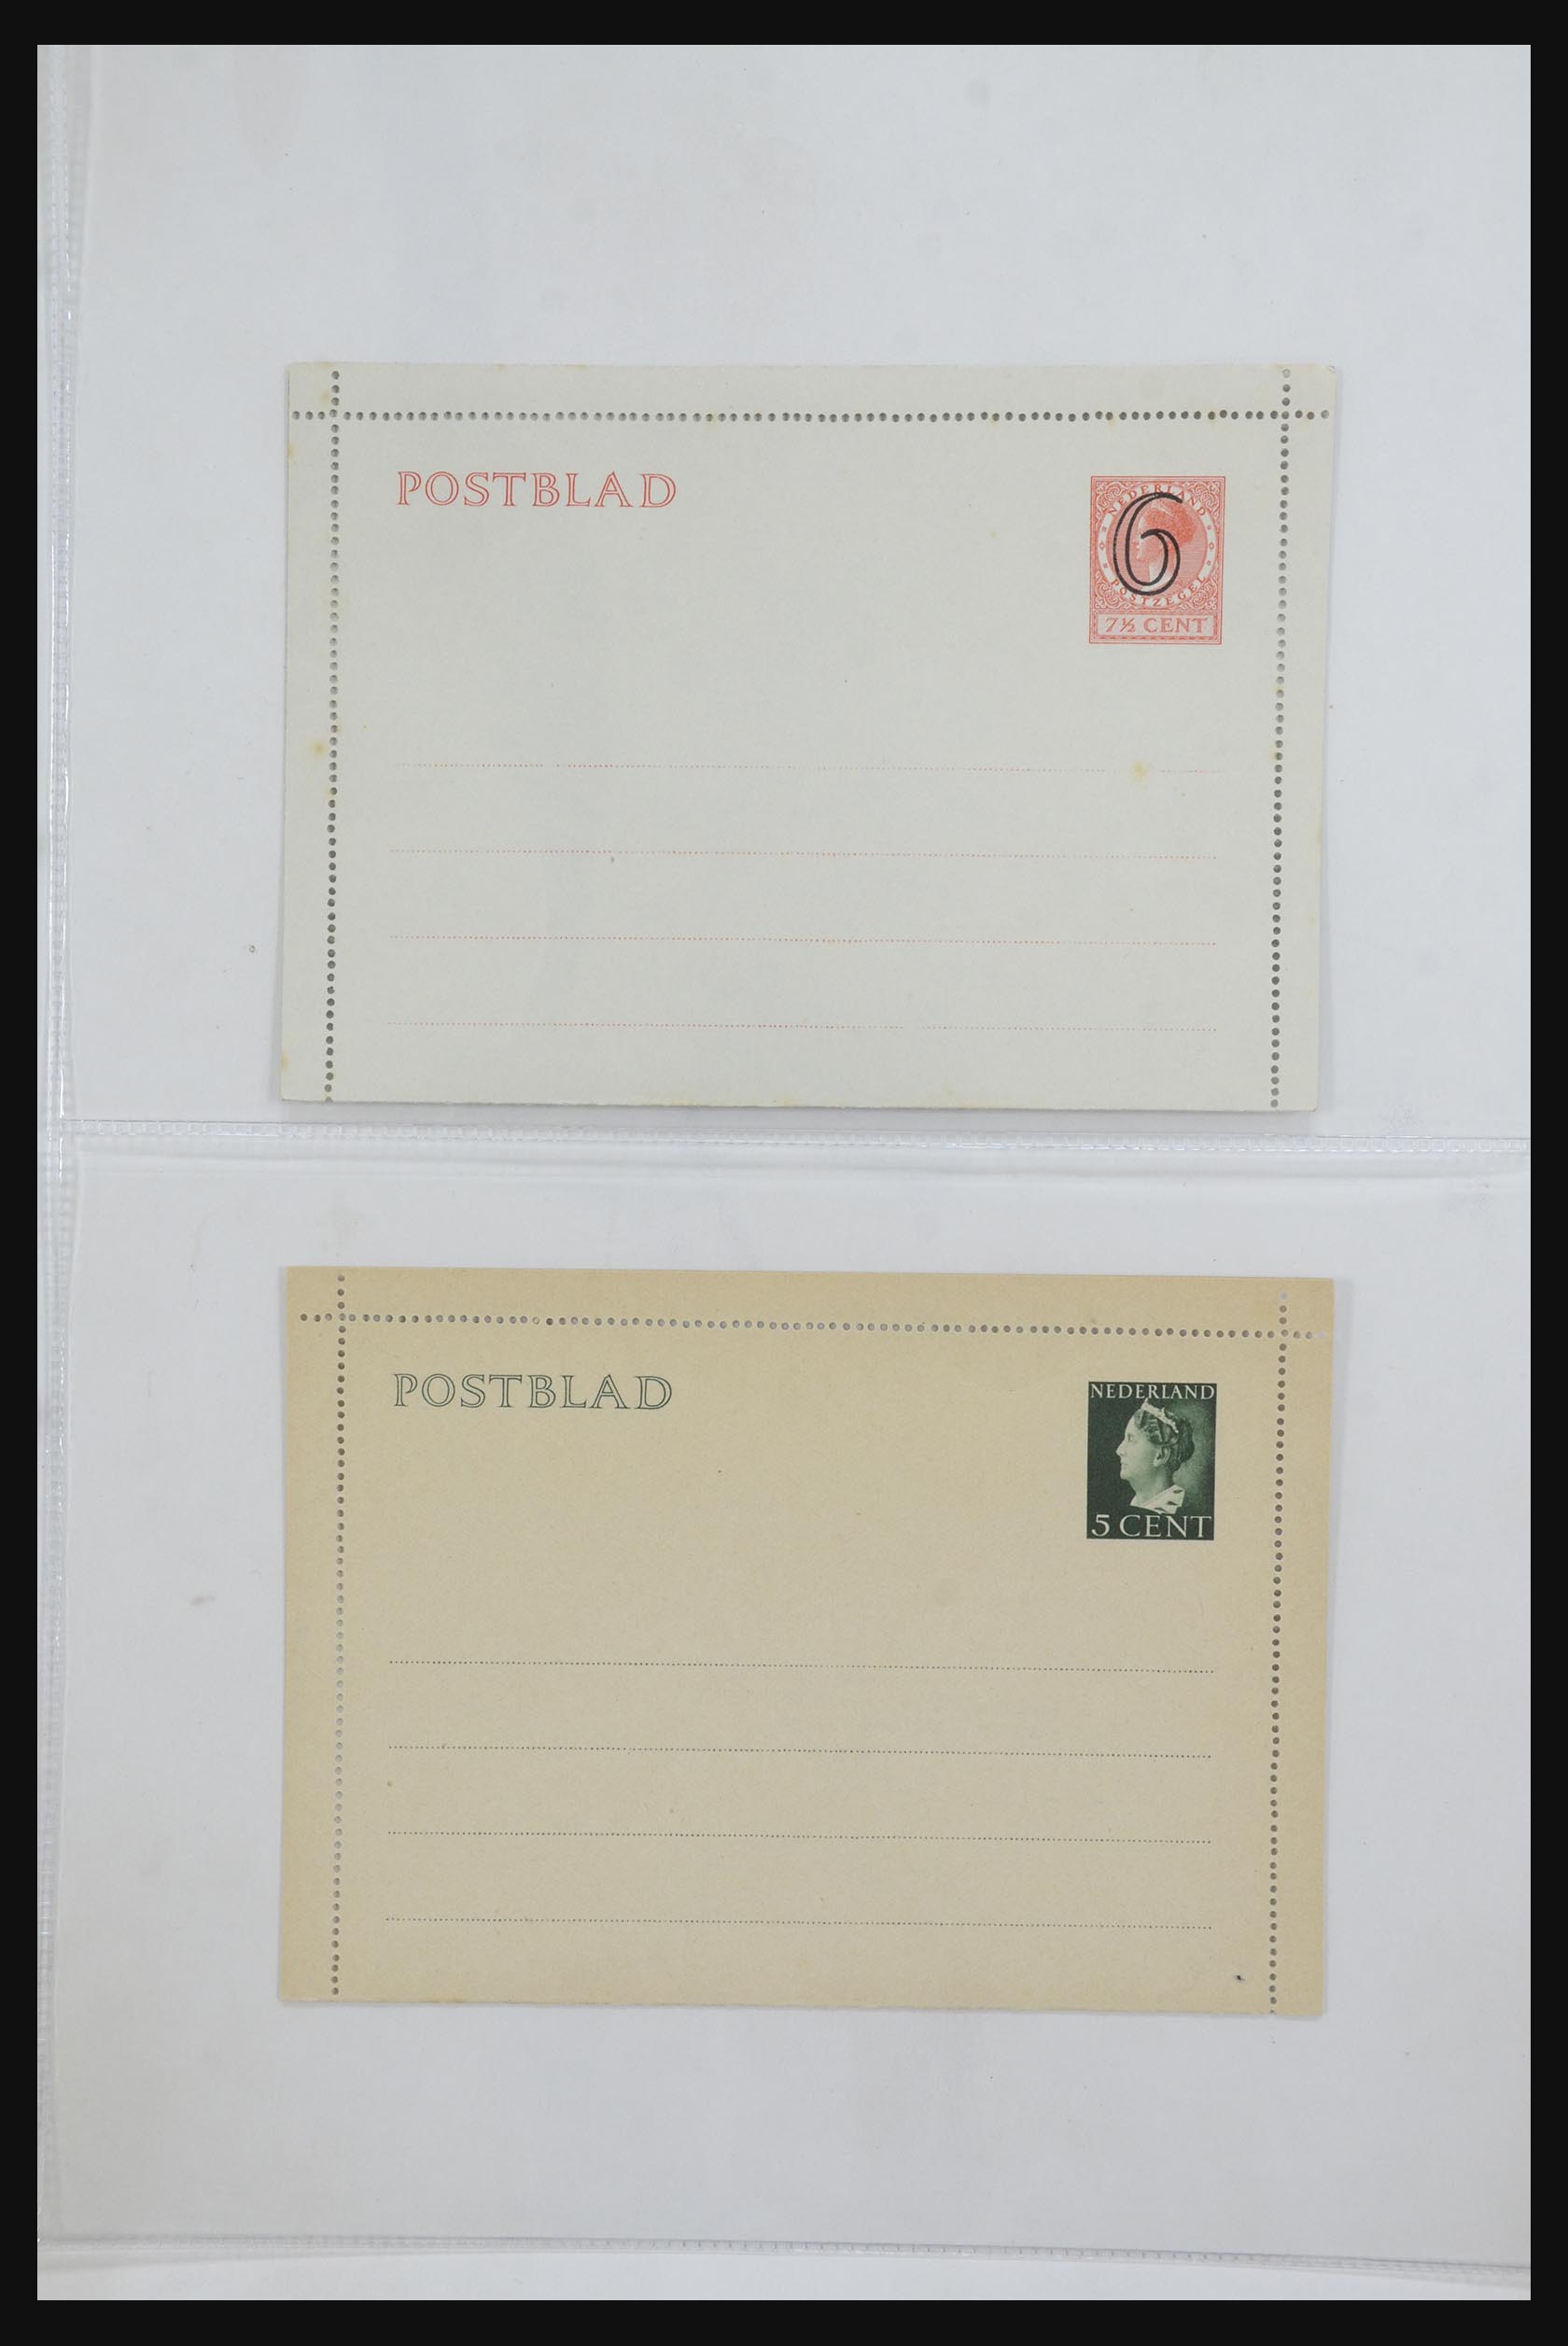 POSTBLAD
NEDERLAND
6
POSTZEGEL
7½ CENT
POSTBLAD
NEDERLAND
5 CENT